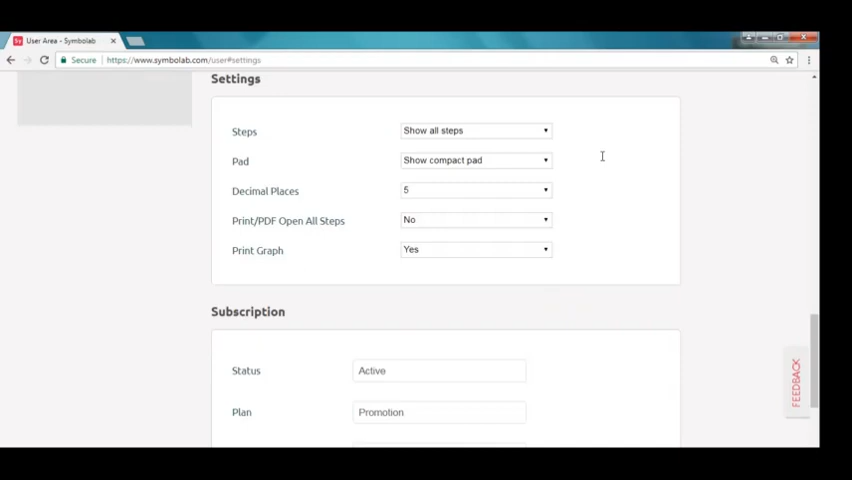 User Area - Symbolab
Secure https://www.symbolab.com/user#settings
Settings
Steps Show all steps
Pad Show compact pad
Decimal Places 5
Print/PDF Open All Steps No
Print Graph Yes
Subscription
Status Active
Plan Promotion
FEEDBACK